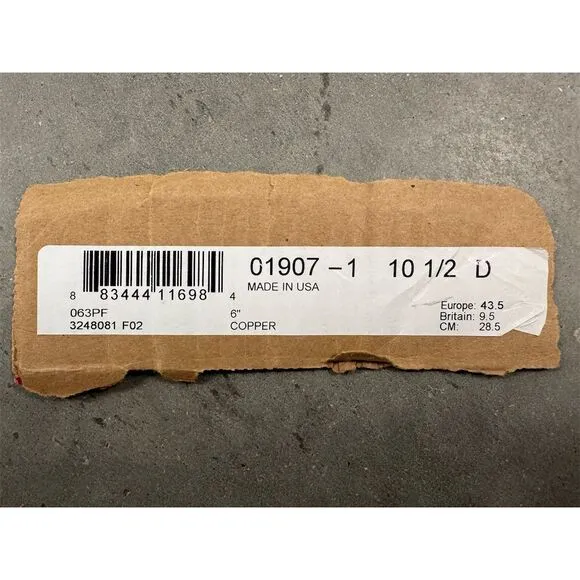 01907-1 10 1/2 D
MADE IN USA
8 83444 11698 4
063PF 6"
3248081 F02 COPPER
Europe: 43.5
Britain: 9.5
CM: 28.5